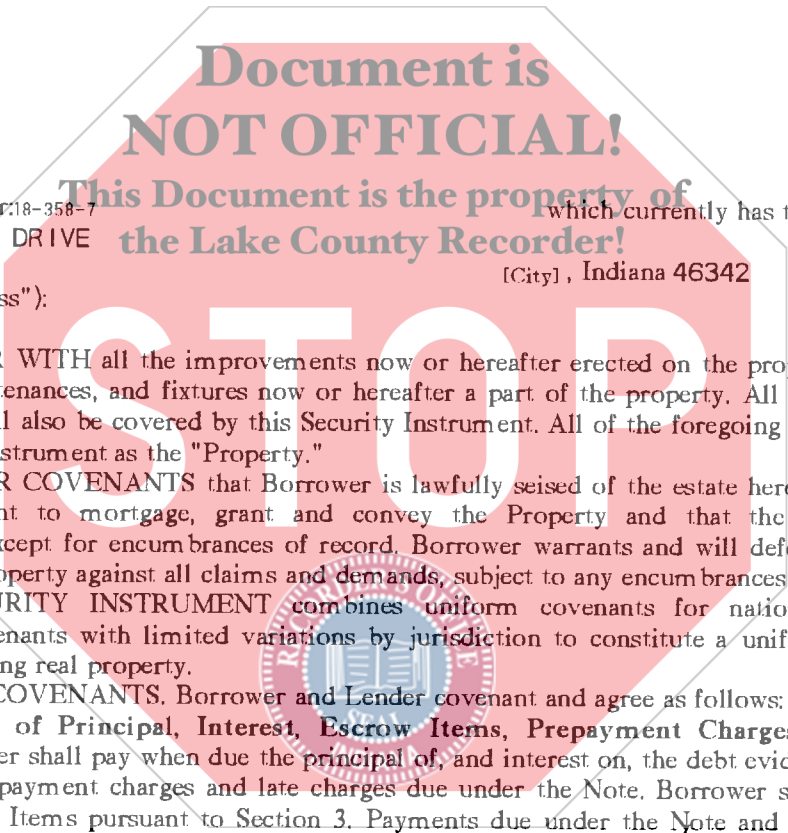 Document is
NOT OFFICIAL!
This Document is the property of
the Lake County Recorder!
18-358-7 which currently has t
DRIVE
[City] , Indiana 46342
ss"):
STOP
WITH all the improvements now or hereafter erected on the prop
tenances, and fixtures now or hereafter a part of the property. All
l also be covered by this Security Instrument. All of the foregoing
strument as the "Property."
R COVENANTS that Borrower is lawfully seised of the estate here
nt to mortgage, grant and convey the Property and that the
xcept for encumbrances of record. Borrower warrants and will defe
operty against all claims and demands, subject to any encumbrances
URITY INSTRUMENT combines uniform covenants for natio
enants with limited variations by jurisdiction to constitute a unif
ng real property.
COVENANTS. Borrower and Lender covenant and agree as follows:
of Principal, Interest, Escrow Items, Prepayment Charges
er shall pay when due the principal of, and interest on, the debt evid
payment charges and late charges due under the Note. Borrower s
Items pursuant to Section 3. Payments due under the Note and
SEAL